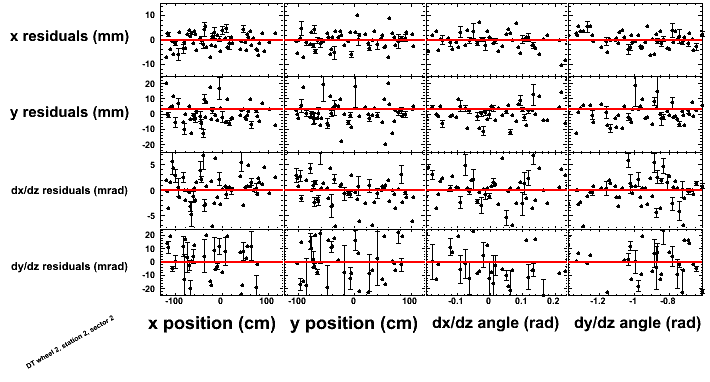 x residuals (mm)
10
0
-10
y residuals (mm)
20
10
0
-10
-20
dx/dz residuals (mrad)
5
0
-5
dy/dz residuals (mrad)
20
10
0
-10
-20
-100 0 100 -100 0 100 -0.1 0 0.1 0.2 -1.2 -1 -0.8
x position (cm) y position (cm) dx/dz angle (rad) dy/dz angle (rad)
DT wheel 2, station 2, sector 2